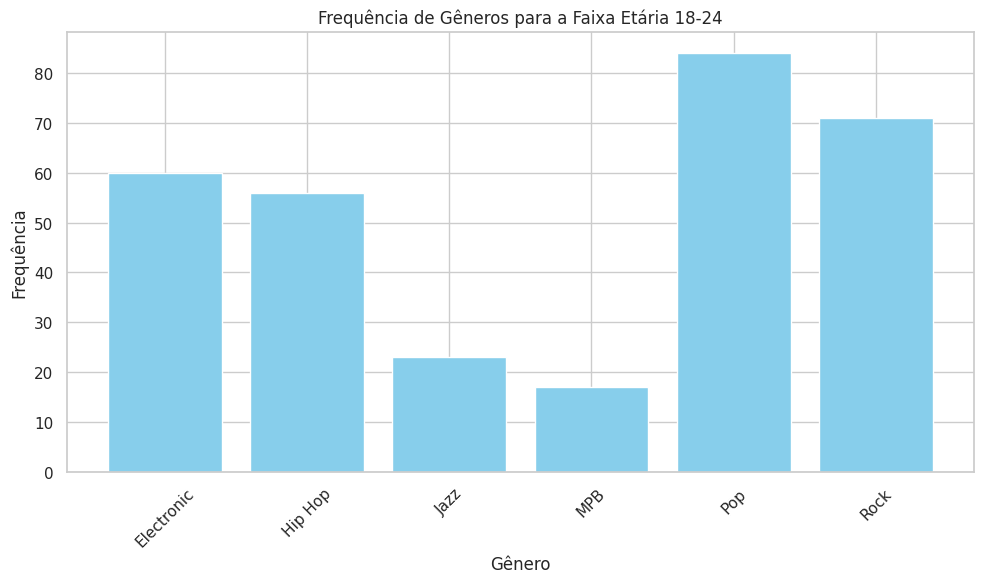 Frequência de Gêneros para a Faixa Etária 18-24
Frequência
80
70
60
50
40
30
20
10
0
Electronic
Hip Hop
Jazz
MPB
Pop
Rock
Gênero